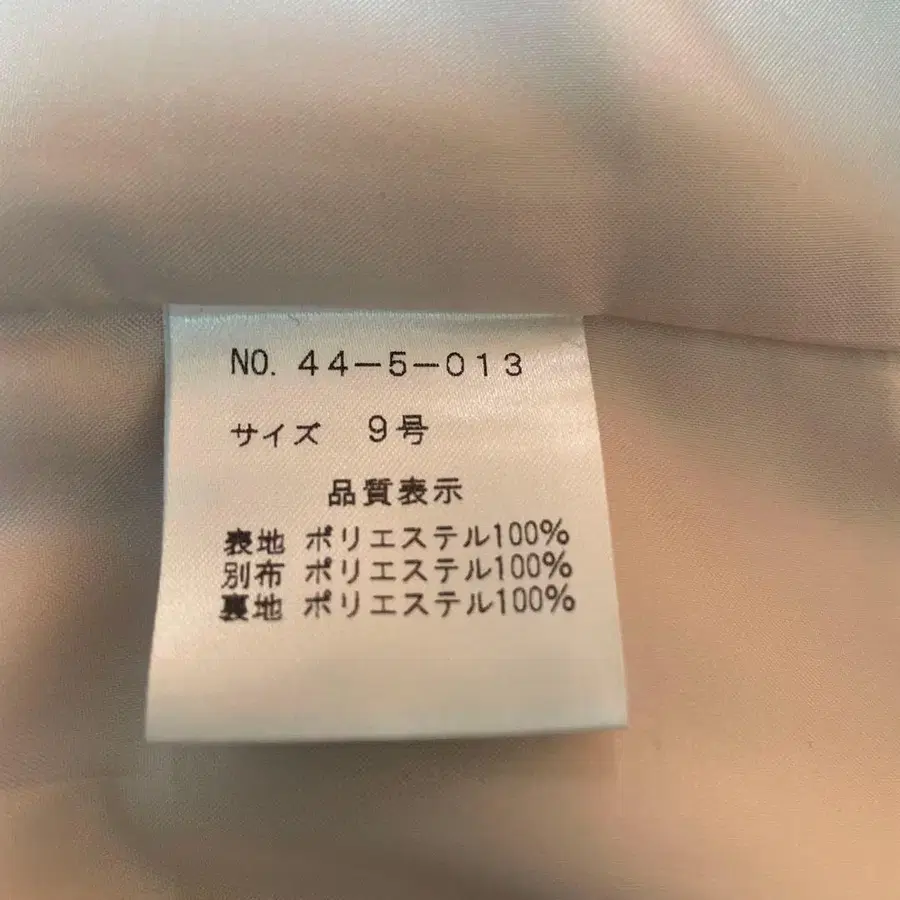 NO. 44-5-013
サイズ 9号
品質表示
表地 ポリエステル100%
別布 ポリエステル100%
裏地 ポリエステル100%